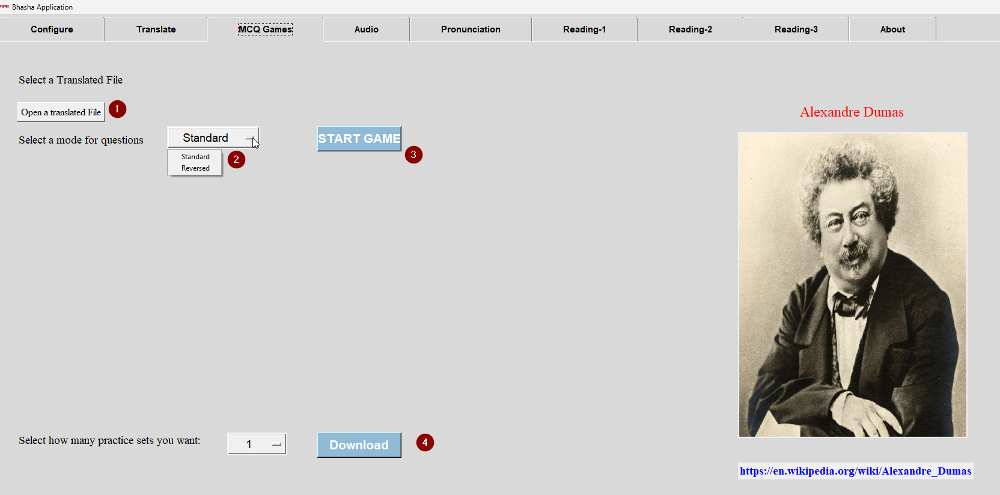 भाषा Bhasha Application
Configure Translate MCQ Games Audio Pronunciation Reading-1 Reading-2 Reading-3 About
Select a Translated File
Open a translated File 1
Select a mode for questions Standard START GAME
Standard 2 3
Reversed
Alexandre Dumas
Select how many practice sets you want: 1 Download 4
https://en.wikipedia.org/wiki/Alexandre_Dumas